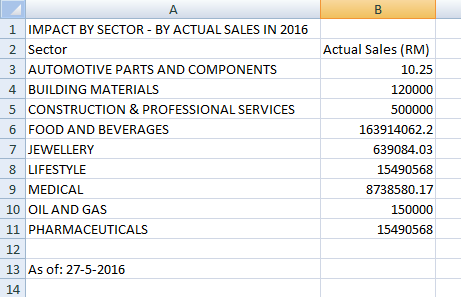 A B
1 IMPACT BY SECTOR - BY ACTUAL SALES IN 2016
2 Sector Actual Sales (RM)
3 AUTOMOTIVE PARTS AND COMPONENTS 10.25
4 BUILDING MATERIALS 120000
5 CONSTRUCTION & PROFESSIONAL SERVICES 500000
6 FOOD AND BEVERAGES 163914062.2
7 JEWELLERY 639084.03
8 LIFESTYLE 15490568
9 MEDICAL 8738580.17
10 OIL AND GAS 150000
11 PHARMACEUTICALS 15490568
12
13 As of: 27-5-2016
14